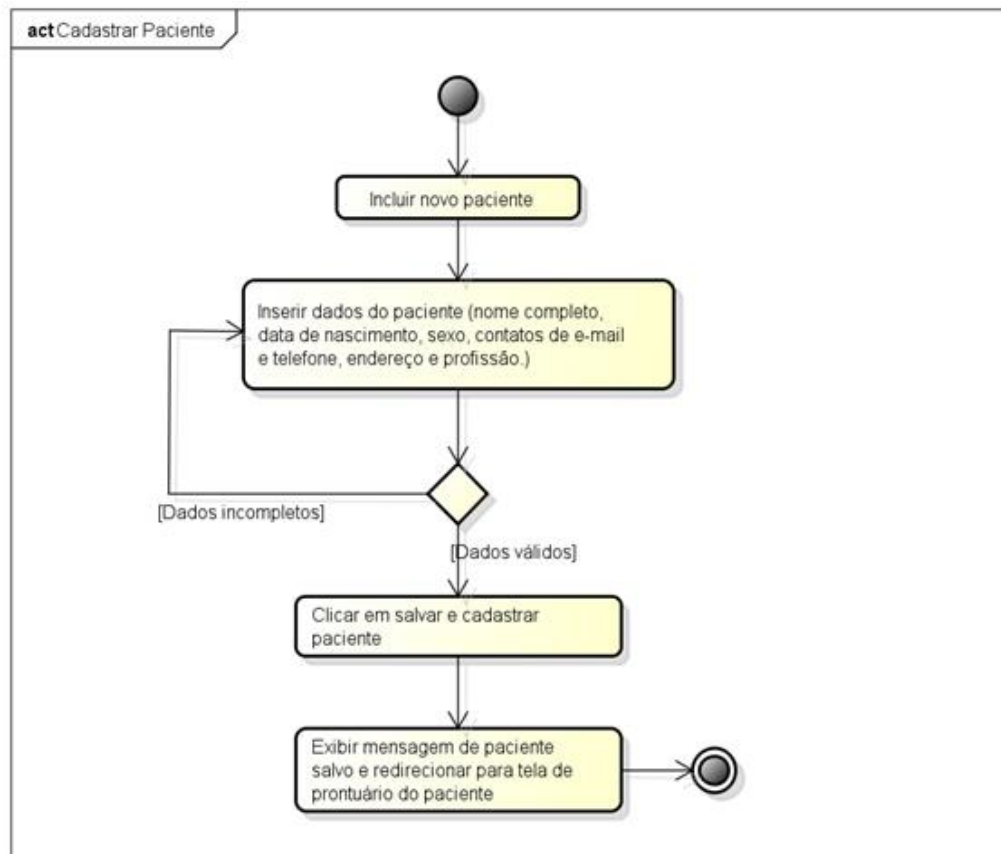 act Cadastrar Paciente
Incluir novo paciente
Inserir dados do paciente (nome completo,
data de nascimento, sexo, contatos de e-mail
e telefone, endereço e profissão.)
[Dados incompletos]
[Dados válidos]
Clicar em salvar e cadastrar
paciente
Exibir mensagem de paciente
salvo e redirecionar para tela de
prontuário do paciente